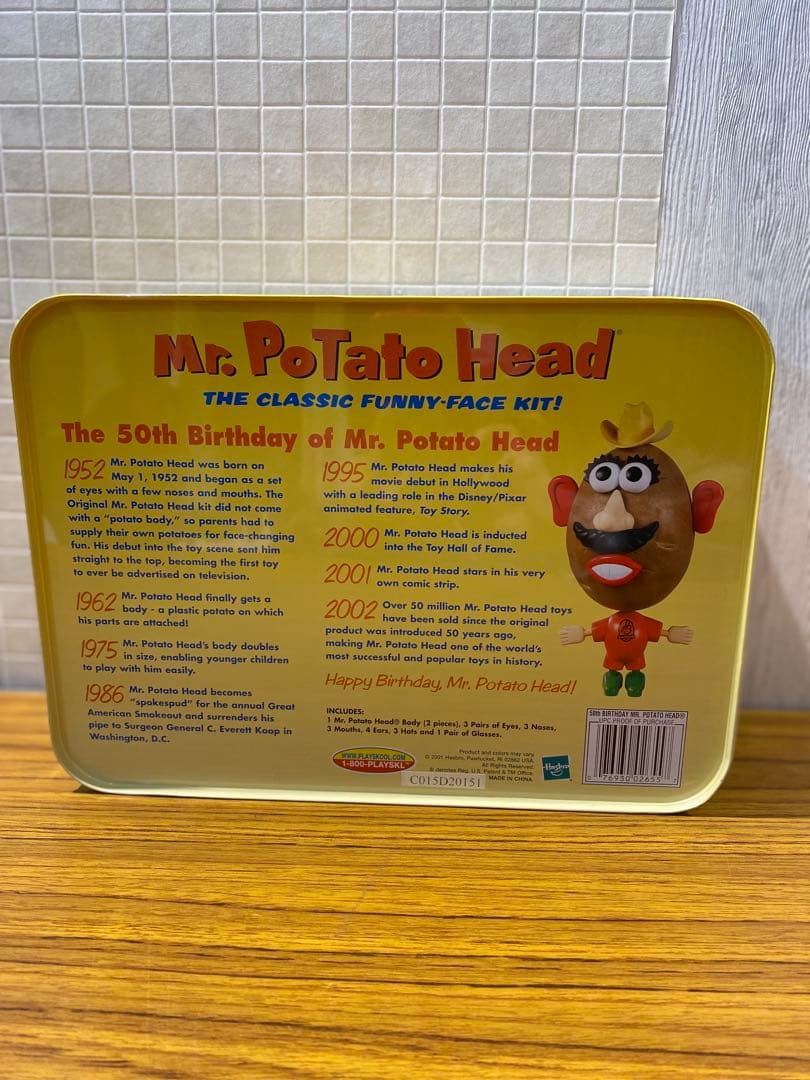 Mr. PoTaTo Head®
THE CLASSIC FUNNY-FACE KIT!
The 50th Birthday of Mr. Potato Head
1952 Mr. Potato Head was born on
May 1, 1952 and began as a set
of eyes with a few noses and mouths. The
Original Mr. Potato Head kit did not come
with a "potato body," so parents had to
supply their own potatoes for face-changing
fun. His debut into the toy scene sent him
straight to the top, becoming the first toy
to ever be advertised on television.
1962 Mr. Potato Head finally gets a
body - a plastic potato on which
his parts are attached!
1975 Mr. Potato Head's body doubles
in size, enabling younger children
to play with him easily.
1986 Mr. Potato Head becomes
"spokespud" for the annual Great
American Smokeout and surrenders his
pipe to Surgeon General C. Everett Koop in
Washington, D.C.
1995 Mr. Potato Head makes his
movie debut in Hollywood
with a leading role in the Disney/Pixar
animated feature, Toy Story.
2000 Mr. Potato Head is inducted
into the Toy Hall of Fame.
2001 Mr. Potato Head stars in his very
own comic strip.
2002 Over 50 million Mr. Potato Head toys
have been sold since the original
product was introduced 50 years ago,
making Mr. Potato Head one of the world's
most successful and popular toys in history.
Happy Birthday, Mr. Potato Head!
INCLUDES:
1 Mr. Potato Head® Body (2 pieces), 3 Pairs of Eyes, 3 Noses,
3 Mouths, 4 Ears, 3 Hats and 1 Pair of Glasses.
WWW.PLAYSKOOL.COM
1-800-PLAYSKL™
Product and colors may vary.
© 2001 Hasbro, Pawtucket, RI 02862 USA.
All Rights Reserved.
® denotes Reg. U.S. Patent & TM Office.
MADE IN CHINA.
C015D20151
Hasbro
50th BIRTHDAY MR. POTATO HEAD®
UPC PROOF OF PURCHASE
0 76930 02655 7